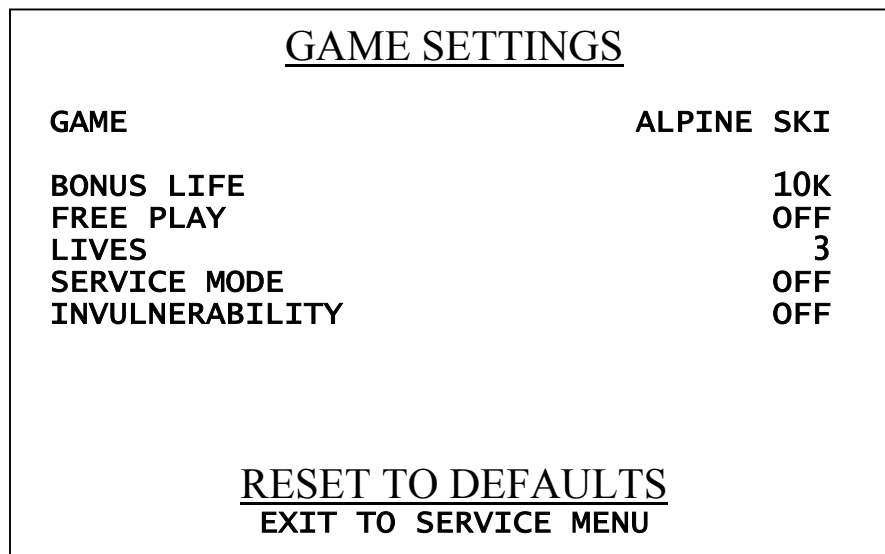 GAME SETTINGS
GAME ALPINE SKI
BONUS LIFE 10K
FREE PLAY OFF
LIVES 3
SERVICE MODE OFF
INVULNERABILITY OFF
RESET TO DEFAULTS
EXIT TO SERVICE MENU